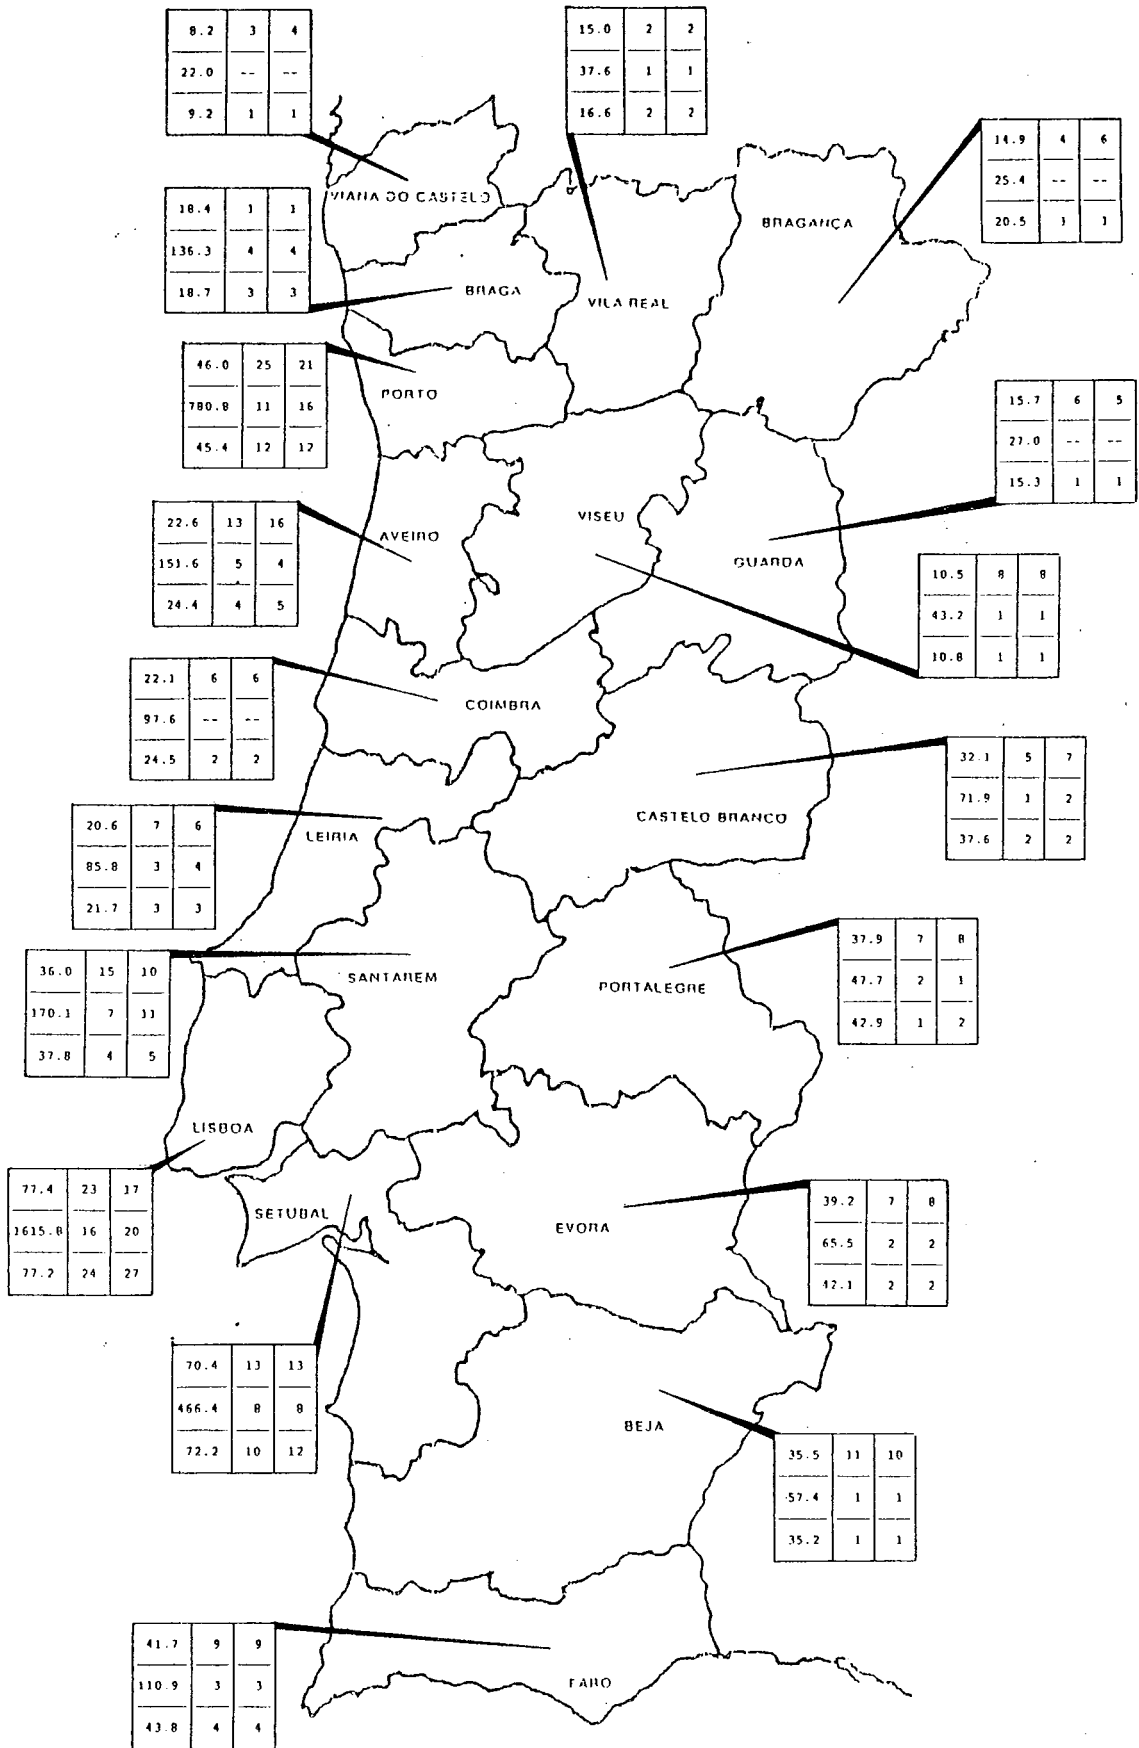 8.2 3 4
22.0 -- --
9.2 1 1
15.0 2 2
37.6 1 1
16.6 2 2
14.9 4 6
25.4 -- --
20.5 1 1
VIANA DO CASTELO
18.4 1 1
136.3 4 4
18.7 3 3
BRAGANÇA
BRAGA
VILA REAL
46.0 25 21
780.8 11 16
45.4 12 12
PORTO
15.7 6 5
27.0 -- --
15.3 1 1
22.6 13 16
151.6 5 4
24.4 4 5
AVEIRO
VISEU
GUARDA
10.5 8 8
43.2 1 1
10.8 1 1
22.1 6 6
97.6 -- --
24.5 2 2
COIMBRA
32.1 5 7
71.9 1 2
37.6 2 2
CASTELO BRANCO
20.6 7 6
85.8 3 4
21.7 3 3
LEIRIA
37.9 7 8
47.7 2 1
42.9 1 2
36.0 15 10
170.1 7 11
37.8 4 5
SANTAREM
PORTALEGRE
LISBOA
77.4 23 17
1615.8 16 20
77.2 24 27
SETUBAL
EVORA
39.2 7 8
65.5 2 2
42.1 2 2
70.4 13 13
466.4 8 8
72.2 10 12
BEJA
35.5 11 10
57.4 1 1
35.2 1 1
41.7 9 9
110.9 3 3
43.8 4 4
FARO